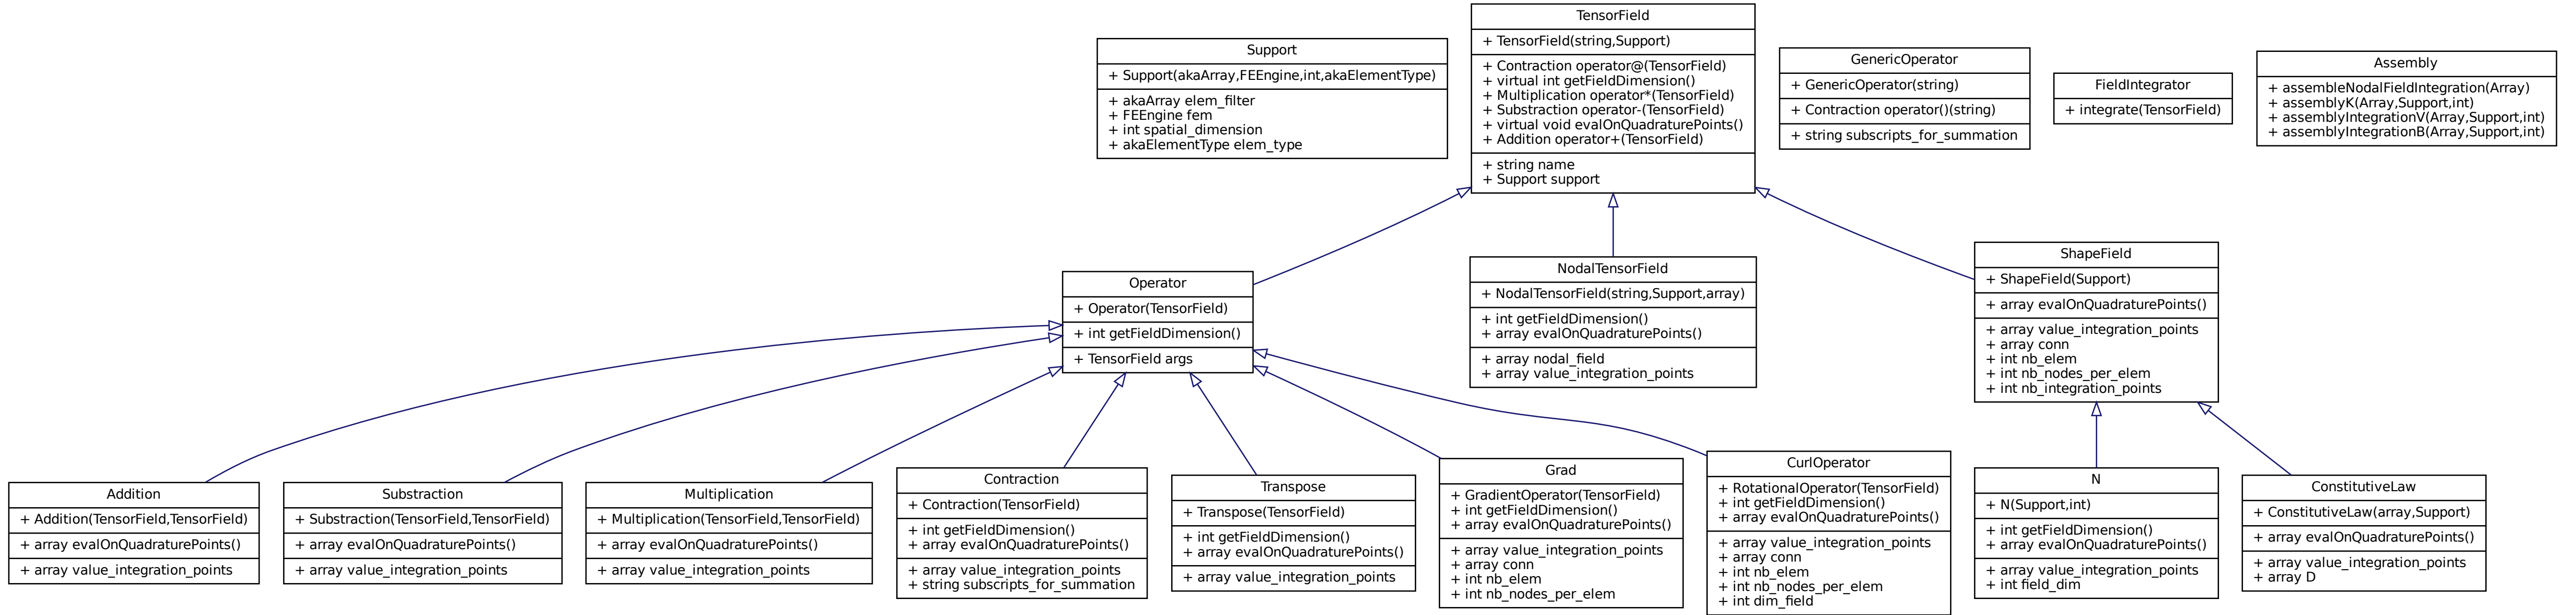 TensorField
+ TensorField(string,Support)
+ Contraction operator@(TensorField)
+ virtual int getFieldDimension()
+ Multiplication operator*(TensorField)
+ Substraction operator-(TensorField)
+ virtual void evalOnQuadraturePoints()
+ Addition operator+(TensorField)
+ string name
+ Support support
Support
+ Support(akaArray,FEEngine,int,akaElementType)
+ akaArray elem_filter
+ FEEngine fem
+ int spatial_dimension
+ akaElementType elem_type
GenericOperator
+ GenericOperator(string)
+ Contraction operator()(string)
+ string subscripts_for_summation
FieldIntegrator
+ integrate(TensorField)
Assembly
+ assembleNodalFieldIntegration(Array)
+ assemblyK(Array,Support,int)
+ assemblyIntegrationV(Array,Support,int)
+ assemblyIntegrationB(Array,Support,int)
Operator
+ Operator(TensorField)
+ int getFieldDimension()
+ TensorField args
NodalTensorField
+ NodalTensorField(string,Support,array)
+ int getFieldDimension()
+ array evalOnQuadraturePoints()
+ array nodal_field
+ array value_integration_points
ShapeField
+ ShapeField(Support)
+ array evalOnQuadraturePoints()
+ array value_integration_points
+ array conn
+ int nb_elem
+ int nb_nodes_per_elem
+ int nb_integration_points
Addition
+ Addition(TensorField,TensorField)
+ array evalOnQuadraturePoints()
+ array value_integration_points
Substraction
+ Substraction(TensorField,TensorField)
+ array evalOnQuadraturePoints()
+ array value_integration_points
Multiplication
+ Multiplication(TensorField,TensorField)
+ array evalOnQuadraturePoints()
+ array value_integration_points
Contraction
+ Contraction(TensorField)
+ int getFieldDimension()
+ array evalOnQuadraturePoints()
+ array value_integration_points
+ string subscripts_for_summation
Transpose
+ Transpose(TensorField)
+ int getFieldDimension()
+ array evalOnQuadraturePoints()
+ array value_integration_points
Grad
+ GradientOperator(TensorField)
+ int getFieldDimension()
+ array evalOnQuadraturePoints()
+ array value_integration_points
+ array conn
+ int nb_elem
+ int nb_nodes_per_elem
CurlOperator
+ RotationalOperator(TensorField)
+ int getFieldDimension()
+ array evalOnQuadraturePoints()
+ array value_integration_points
+ array conn
+ int nb_elem
+ int nb_nodes_per_elem
+ int dim_field
N
+ N(Support,int)
+ int getFieldDimension()
+ array evalOnQuadraturePoints()
+ array value_integration_points
+ int field_dim
ConstitutiveLaw
+ ConstitutiveLaw(array,Support)
+ array evalOnQuadraturePoints()
+ array value_integration_points
+ array D